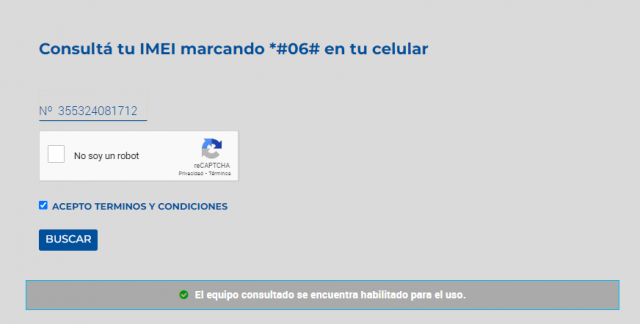 Consultá tu IMEI marcando *#06# en tu celular
Nº 355324081712
No soy un robot
reCAPTCHA
Privacidad - Términos
ACEPTO TERMINOS Y CONDICIONES
BUSCAR
El equipo consultado se encuentra habilitado para el uso.